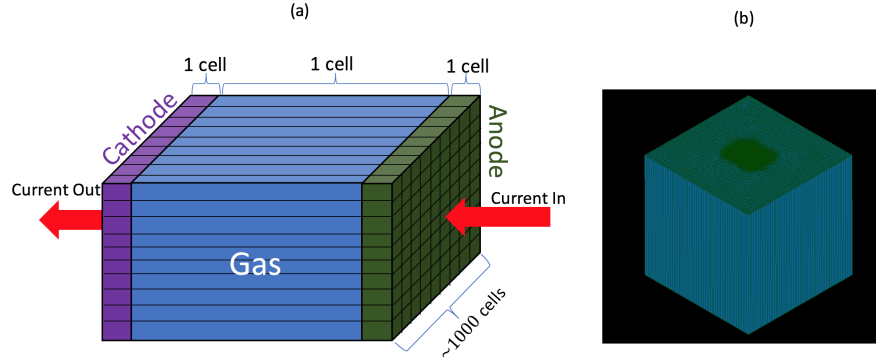 (a)
(b)
1 cell
1 cell
1 cell
Cathode
Anode
Current Out
Current In
Gas
~1000 cells